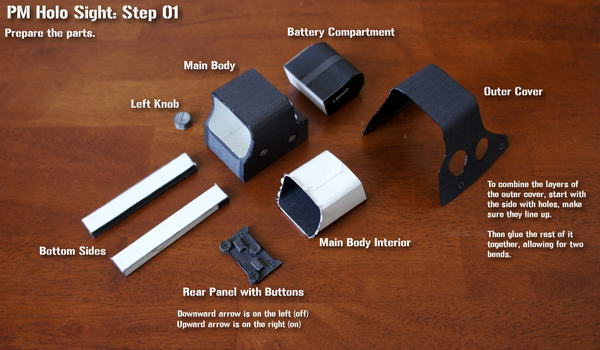 PM Holo Sight: Step 01
Prepare the parts.
Battery Compartment
Main Body
Left Knob
Outer Cover
To combine the layers of
the outer cover, start with
the side with holes, make
sure they line up.
Then glue the rest of it
together, allowing for two
bends.
Main Body Interior
Bottom Sides
Rear Panel with Buttons
Downward arrow is on the left (off)
Upward arrow is on the right (on)